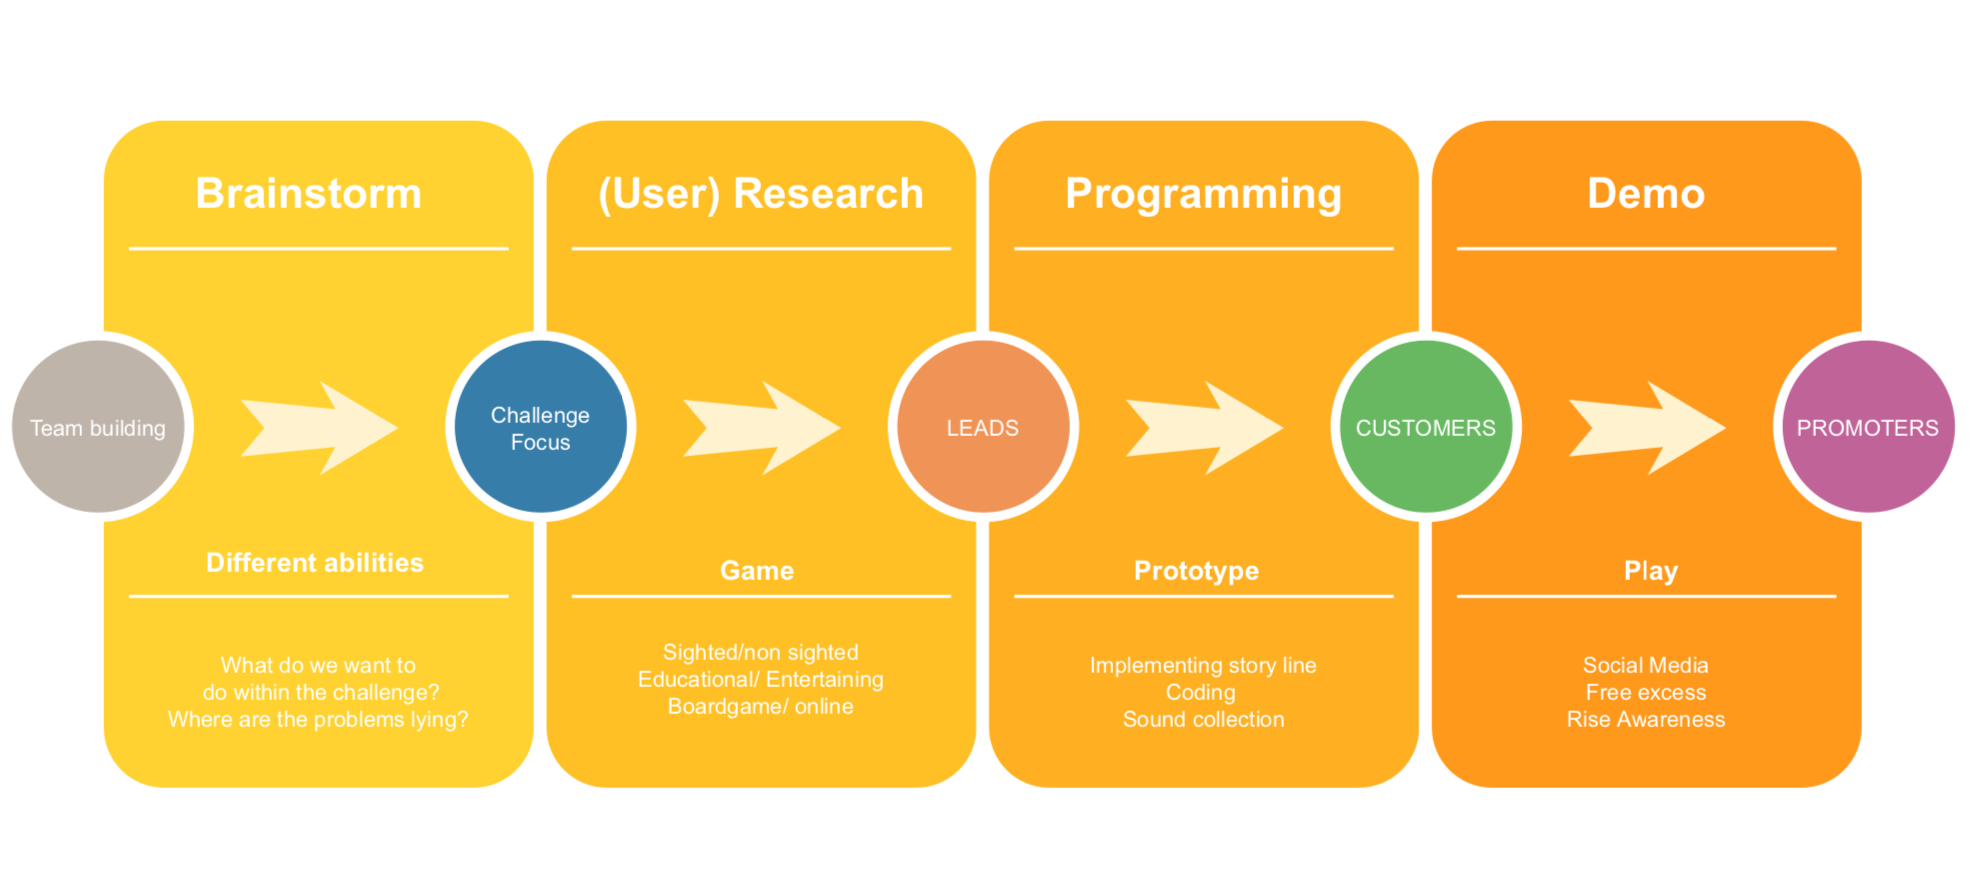 Brainstorm
(User) Research
Programming
Demo
Team building
Challenge
Focus
LEADS
CUSTOMERS
PROMOTERS
Different abilities
What do we want to
do within the challenge?
Where are the problems lying?
Game
Sighted/non sighted
Educational/ Entertaining
Boardgame/ online
Prototype
Implementing story line
Coding
Sound collection
Play
Social Media
Free excess
Rise Awareness